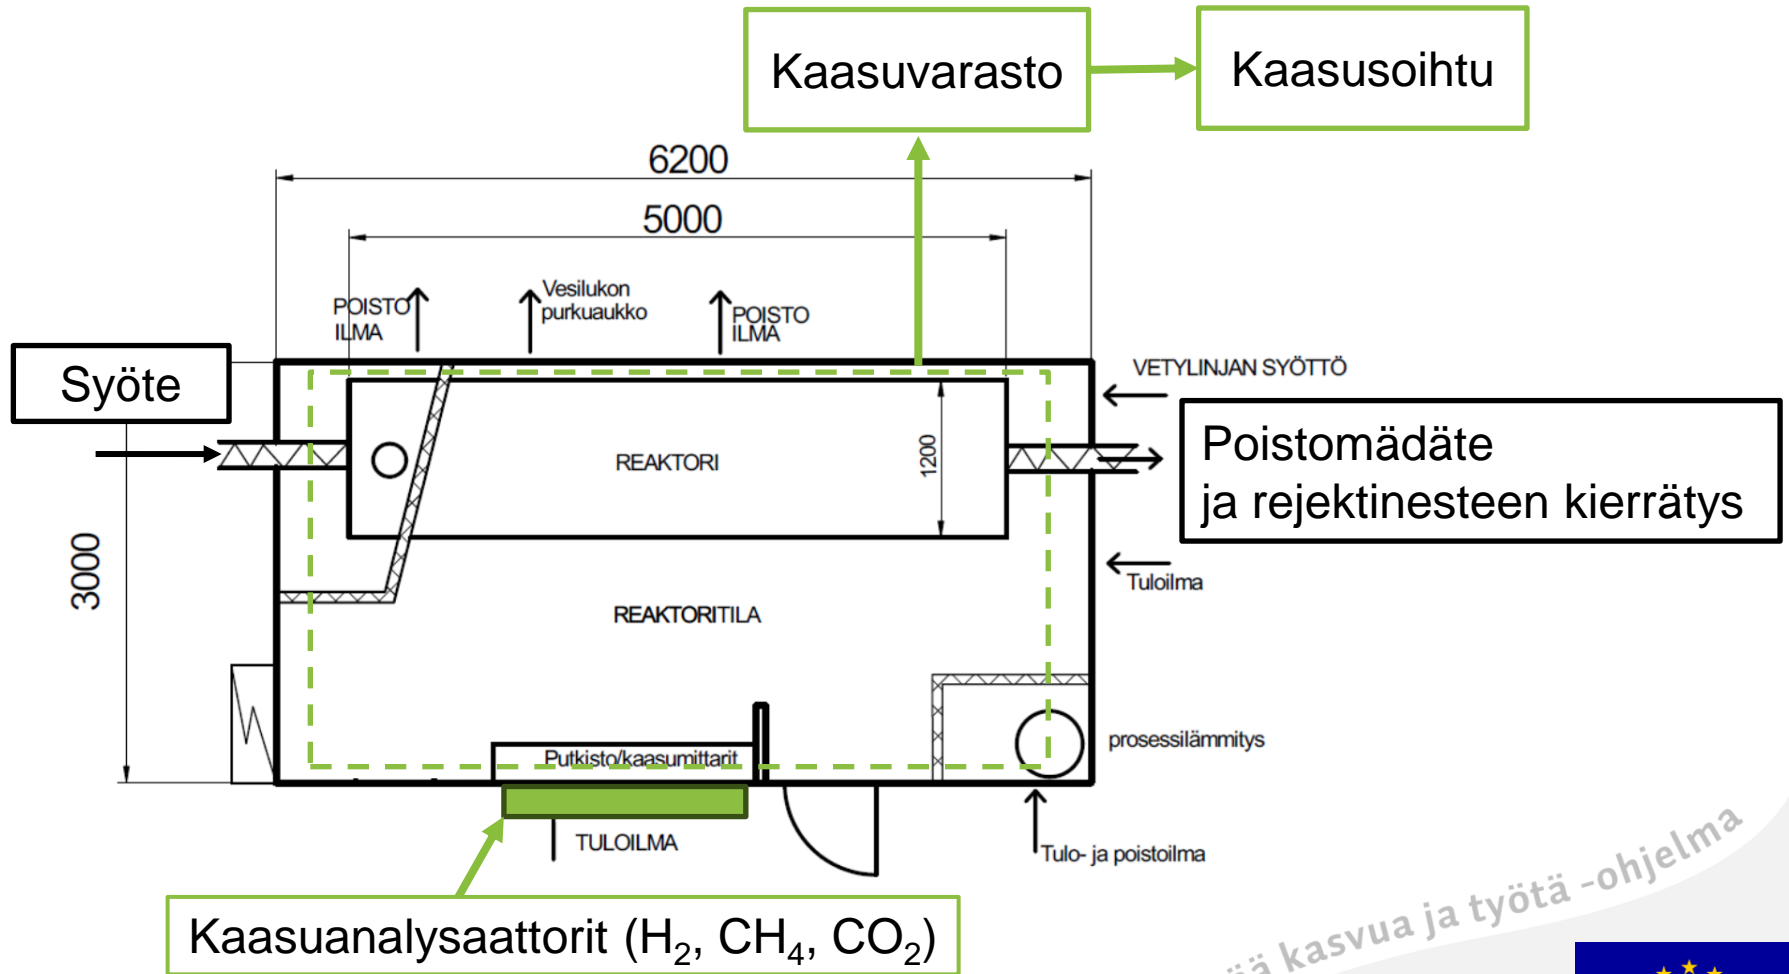 Kaasuvarasto
Kaasusoihtu
6200
5000
POISTO
ILMA
Vesilukon
purkuaukko
POISTO
ILMA
Syöte
VETYLINJAN SYÖTTÖ
Poistomädäte
ja rejektinesteen kierrätys
REAKTORI
1200
3000
Tuloilma
REAKTORITILA
prosessilämmitys
Putkisto/kaasumittarit
TULOILMA
Tulo- ja poistoilma
Kaasuanalysaattorit (H₂, CH₄, CO₂)
kasvua ja työtä -ohjelma